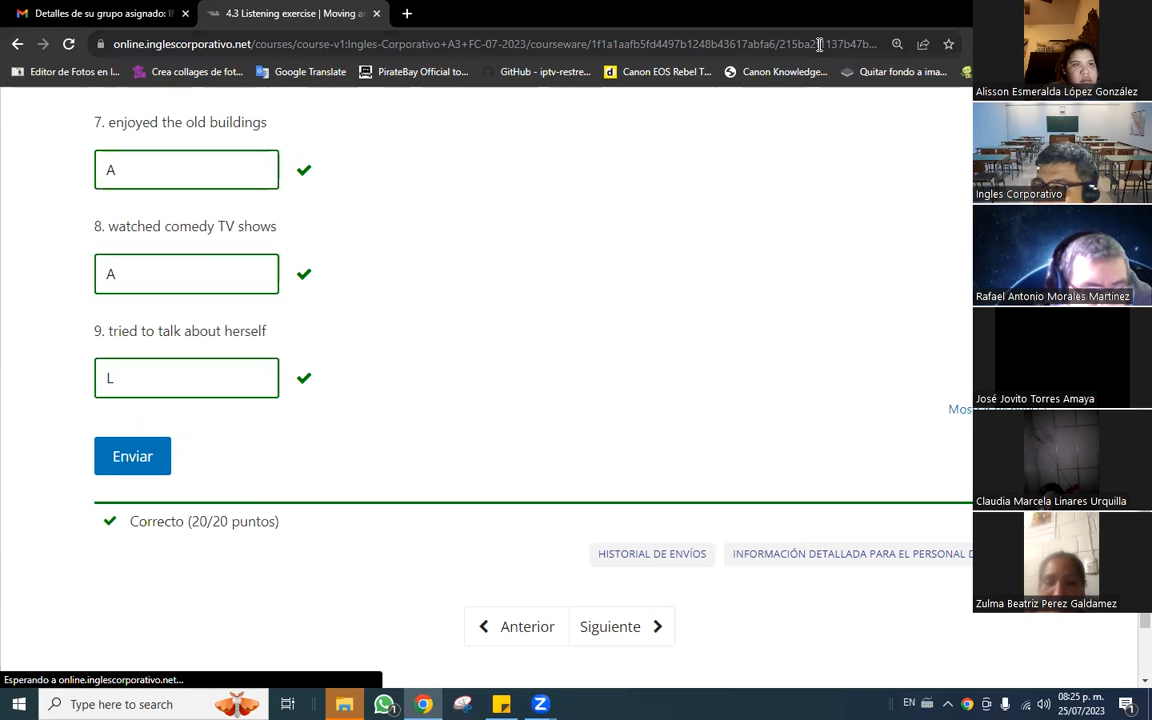 Detalles de su grupo asignado: I
4.3 Listening exercise | Moving a
online.inglescorporativo.net/courses/course-v1:Ingles-Corporativo+A3+FC-07-2023/courseware/1f1a1aafb5fd4497b1248b43617abfa6/215ba2
137b47b...
Editor de Fotos en l...
Crea collages de fot...
Google Translate
PirateBay Official to...
GitHub - iptv-restre...
Canon EOS Rebel T...
Canon Knowledge...
Quitar fondo a ima...
Alisson Esmeralda López González
7. enjoyed the old buildings
A
Ingles Corporativo
8. watched comedy TV shows
A
Rafael Antonio Morales Martinez
9. tried to talk about herself
L
José Jovito Torres Amaya
Mos
Enviar
Claudia Marcela Linares Urquilla
Correcto (20/20 puntos)
HISTORIAL DE ENVÍOS
INFORMACIÓN DETALLADA PARA EL PERSONAL D
Zulma Beatriz Perez Galdamez
Anterior
Siguiente
Esperando a online.inglescorporativo.net...
Type here to search
1
EN
08:25 p. m.
25/07/2023
1